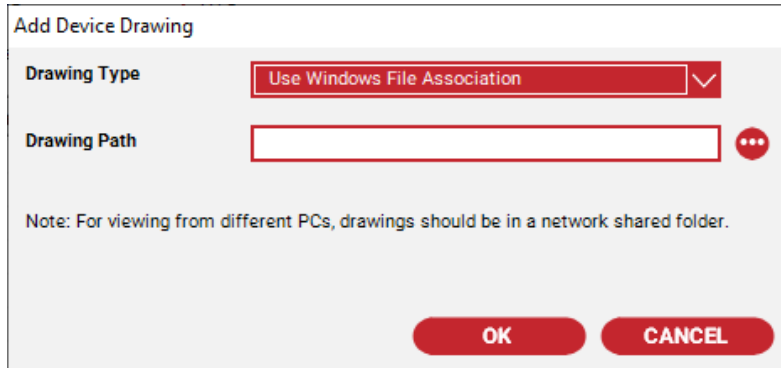 Add Device Drawing
Drawing Type
Use Windows File Association
Drawing Path
Note: For viewing from different PCs, drawings should be in a network shared folder.
OK
CANCEL